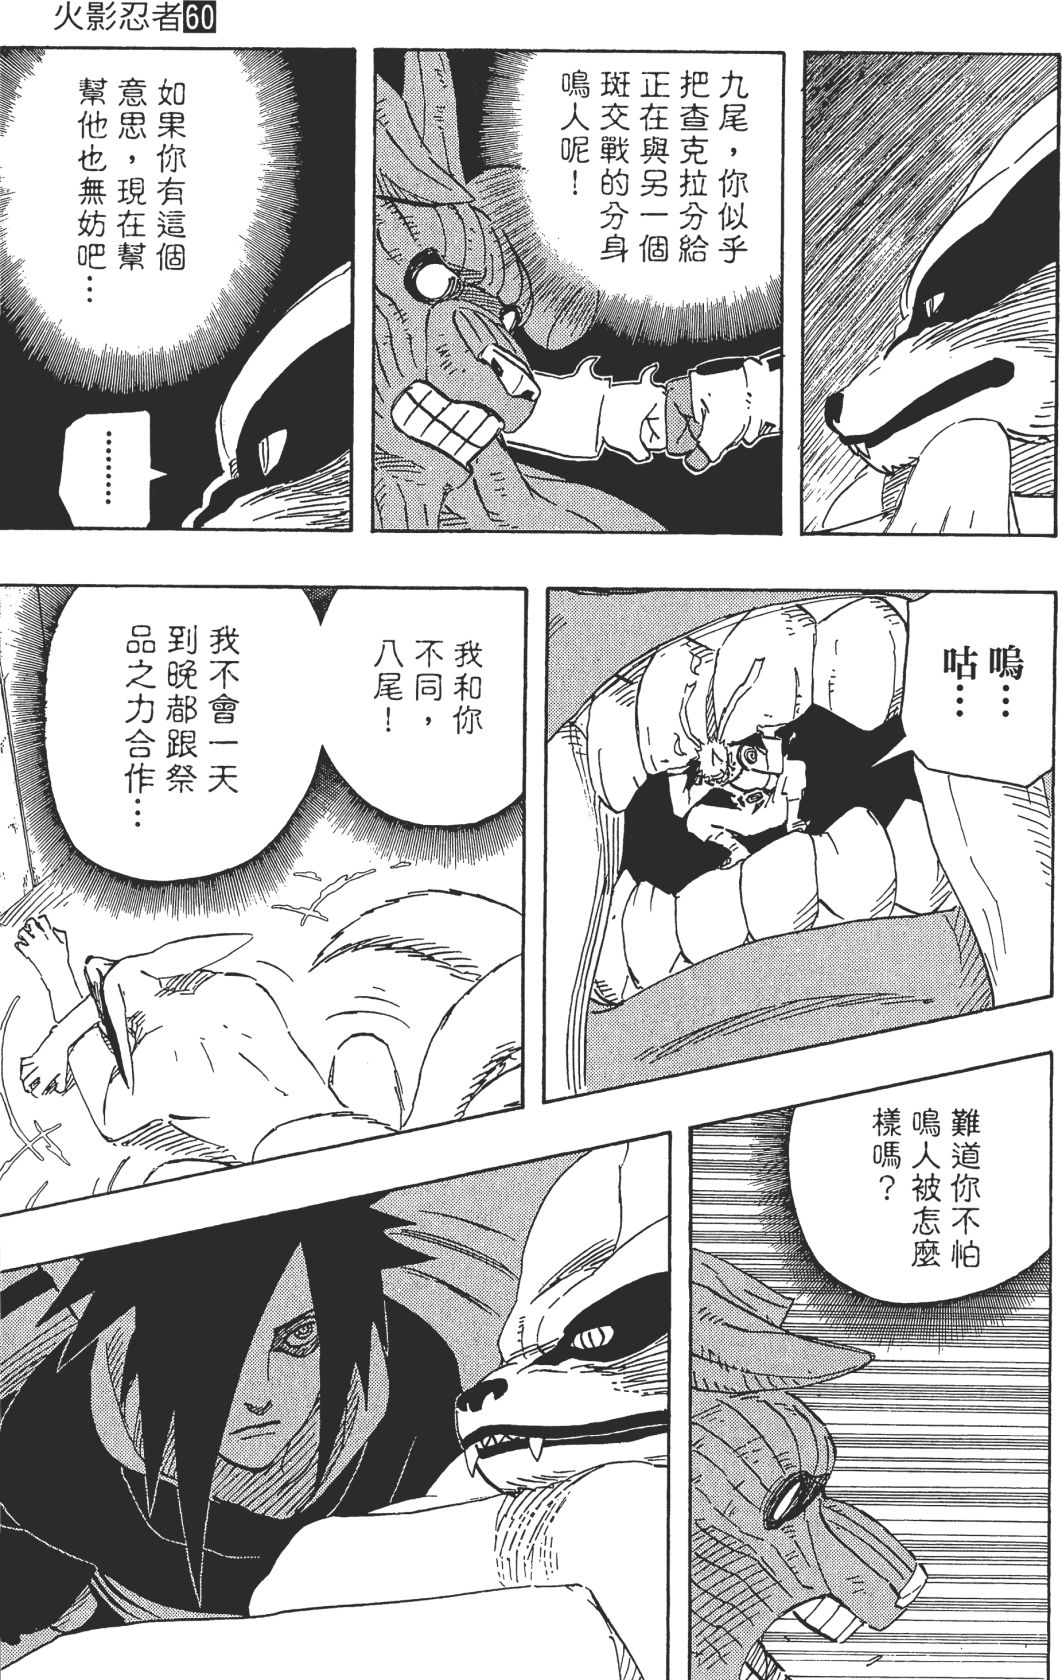 火影忍者60
九尾，你似乎
把查克拉分給
正在與另一個
斑交戰的分身
鳴人呢！
如果你有這個
意思，現在幫
幫他也無妨吧…
………
嗚…
咕…
我和你
不同，
八尾！
我不會一天
到晚都跟祭
品之力合作…
難道你不怕
鳴人被怎麼
樣嗎？